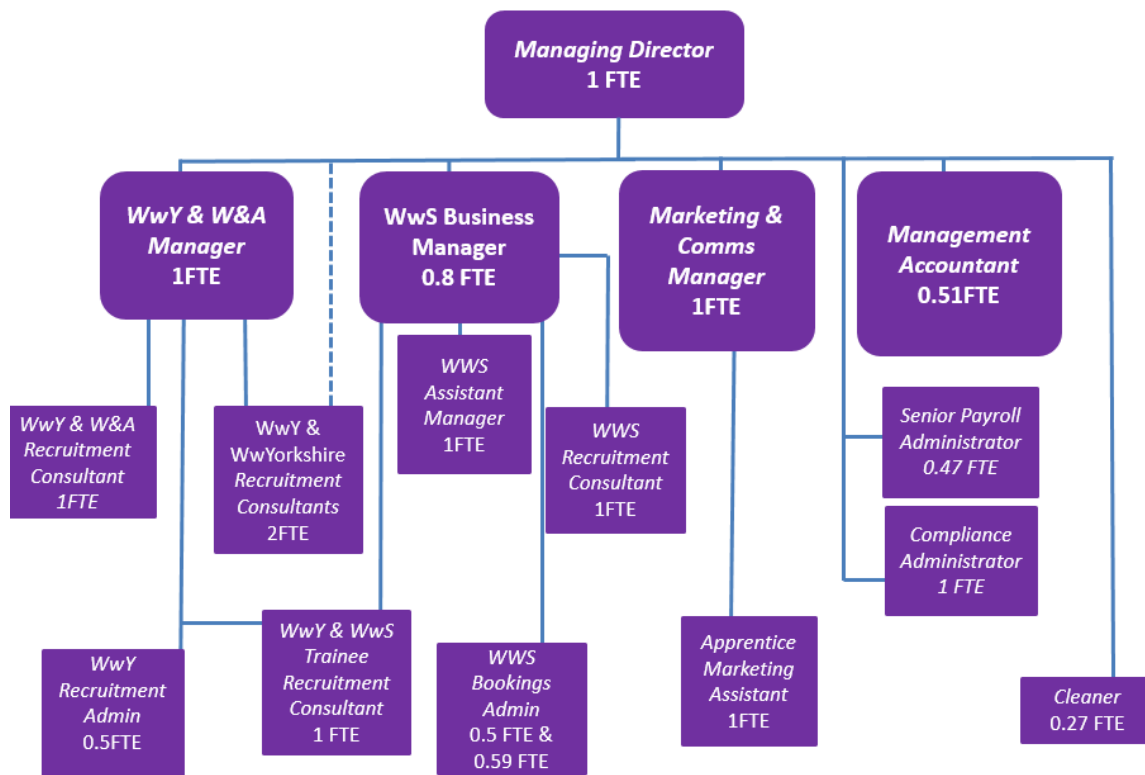 Managing Director
1 FTE
WwY & W&A
Manager
1FTE
WwS Business
Manager
0.8 FTE
Marketing &
Comms
Manager
1FTE
Management
Accountant
0.51FTE
WwY & W&A
Recruitment
Consultant
1FTE
WwY &
WwYorkshire
Recruitment
Consultants
2FTE
WWS
Assistant
Manager
1FTE
WWS
Recruitment
Consultant
1FTE
Senior Payroll
Administrator
0.47 FTE
Compliance
Administrator
1 FTE
WwY
Recruitment
Admin
0.5FTE
WwY & WwS
Trainee
Recruitment
Consultant
1 FTE
WWS
Bookings
Admin
0.5 FTE &
0.59 FTE
Apprentice
Marketing
Assistant
1FTE
Cleaner
0.27 FTE